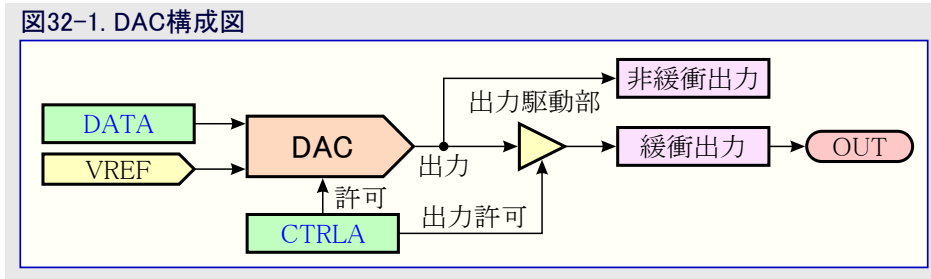 図32-1. DAC構成図
非緩衝出力
出力駆動部
DATA
DAC
緩衝出力
OUT
VREF
出力
許可
出力許可
CTRLA